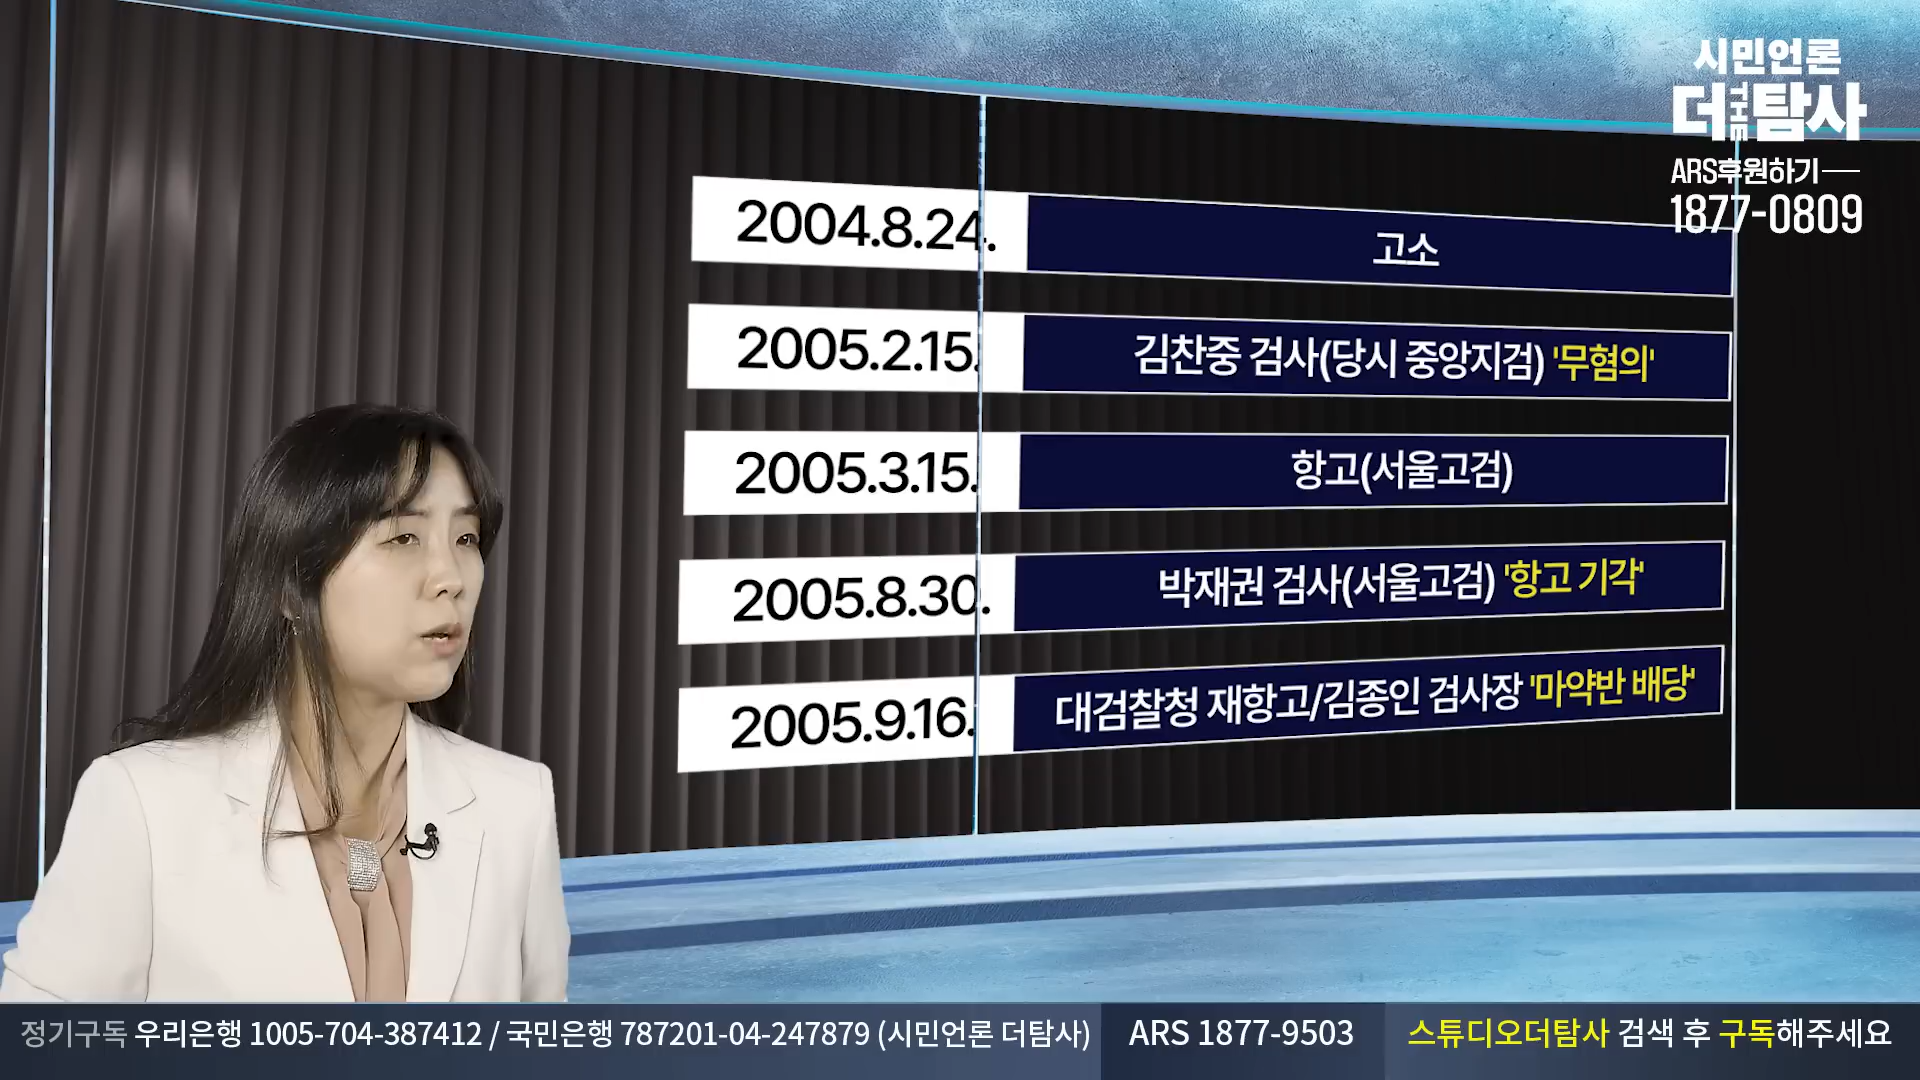 시민언론
더탐사
THE
ARS후원하기
1877-0809
2004.8.24. 고소
2005.2.15. 김찬중 검사(당시 중앙지검) '무혐의'
2005.3.15. 항고(서울고검)
2005.8.30. 박재권 검사(서울고검) '항고 기각'
2005.9.16. 대검찰청 재항고/김종인 검사장 '마약반 배당'
정기구독 우리은행 1005-704-387412 / 국민은행 787201-04-247879 (시민언론 더탐사) ARS 1877-9503 스튜디오더탐사 검색 후 구독해주세요